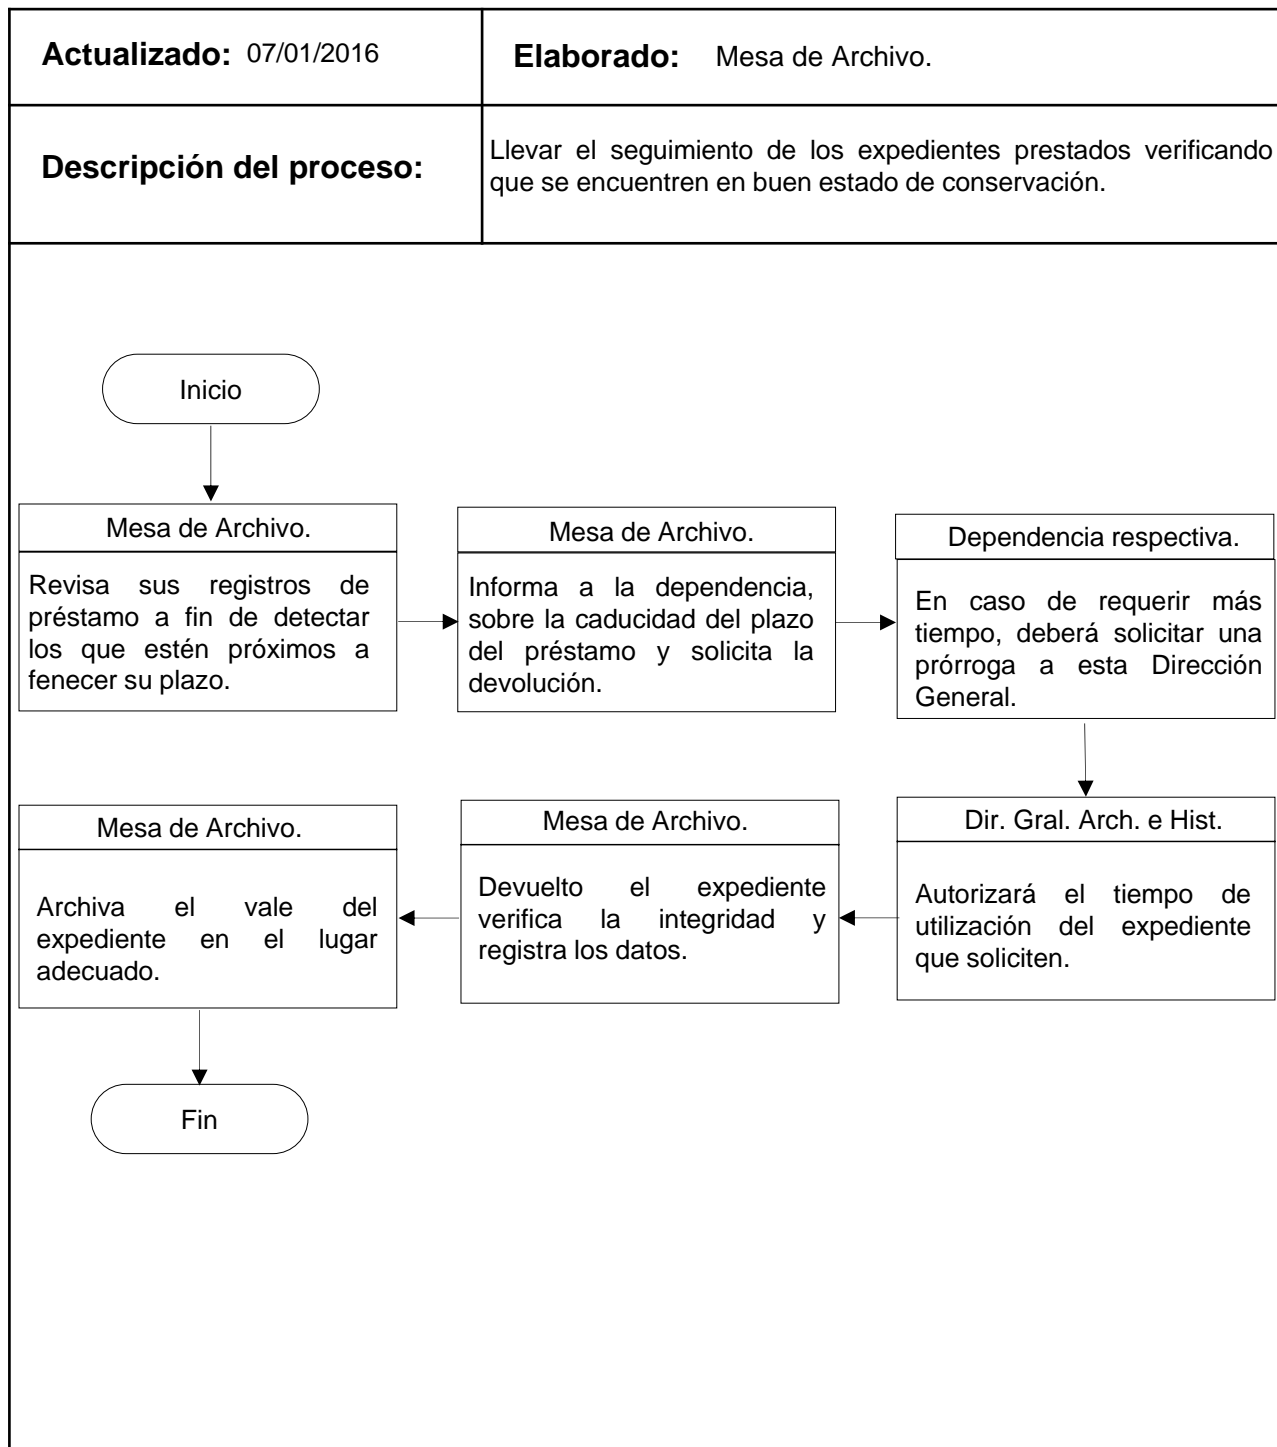 Actualizado: 07/01/2016
Elaborado: Mesa de Archivo.
Descripción del proceso:
Llevar el seguimiento de los expedientes prestados verificando
que se encuentren en buen estado de conservación.
Inicio
Mesa de Archivo.
Revisa sus registros de
préstamo a fin de detectar
los que estén próximos a
fenecer su plazo.
Mesa de Archivo.
Informa a la dependencia,
sobre la caducidad del plazo
del préstamo y solicita la
devolución.
Dependencia respectiva.
En caso de requerir más
tiempo, deberá solicitar una
prórroga a esta Dirección
General.
Dir. Gral. Arch. e Hist.
Autorizará el tiempo de
utilización del expediente
que soliciten.
Mesa de Archivo.
Devuelto el expediente
verifica la integridad y
registra los datos.
Mesa de Archivo.
Archiva el vale del
expediente en el lugar
adecuado.
Fin